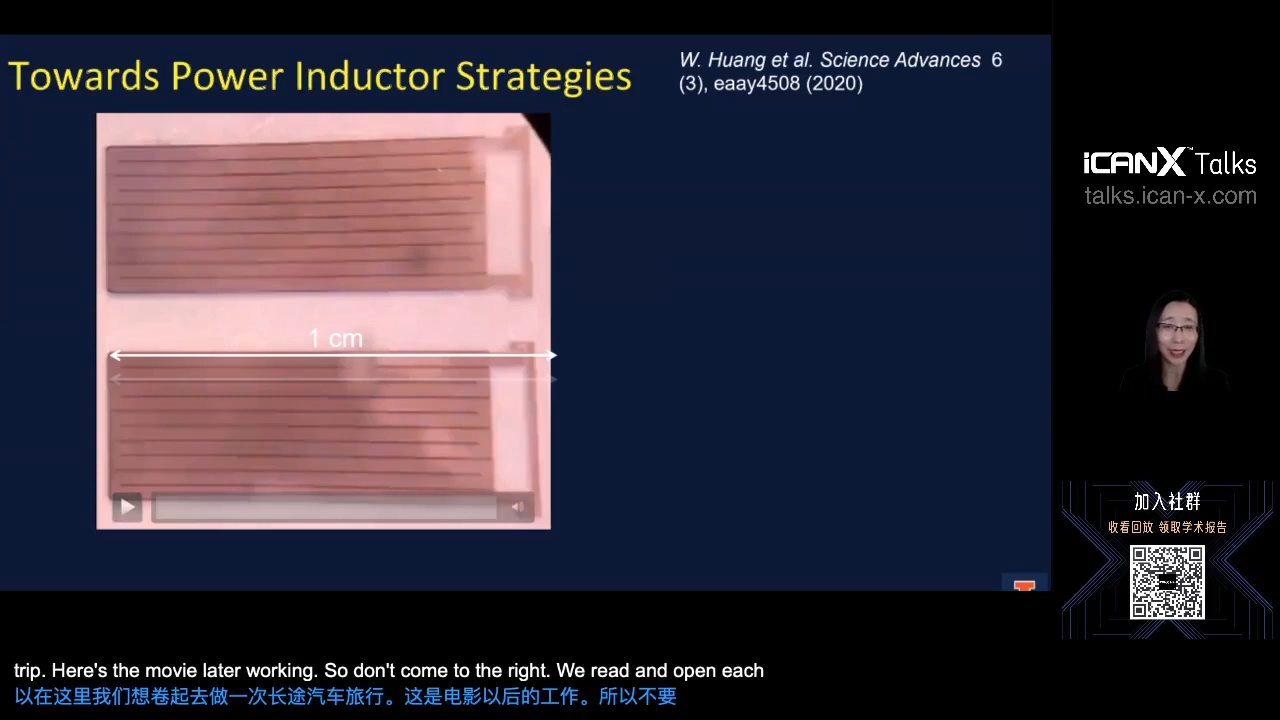 Towards Power Inductor Strategies
W. Huang et al. Science Advances 6
(3), eaay4508 (2020)
1 cm
iCANX™ Talks
talks.ican-x.com
加入社群
收看回放 领取学术报告
trip. Here's the movie later working. So don't come to the right. We read and open each
以在这里我们想卷起去做一次长途汽车旅行。这是电影以后的工作。所以不要